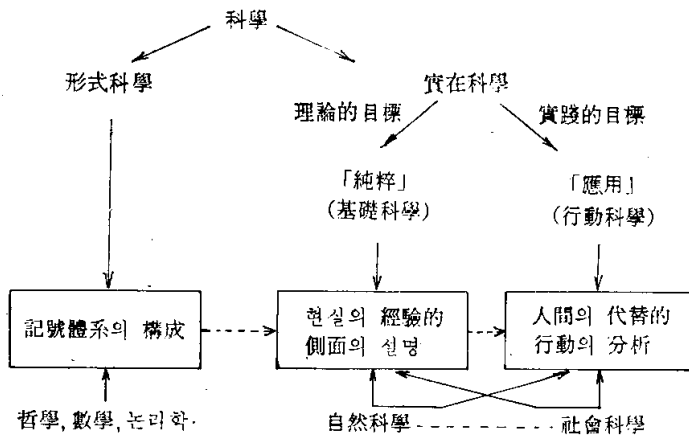 科學
形式科學
實在科學
理論的目標
實踐的目標
「純粹」
(基礎科學)
「應用」
(行動科學)
記號體系의 構成
현실의 經驗的
側面의 설명
人間의 代替的
行動의 分析
哲學, 數學, 논리학.
自然科學
社會科學